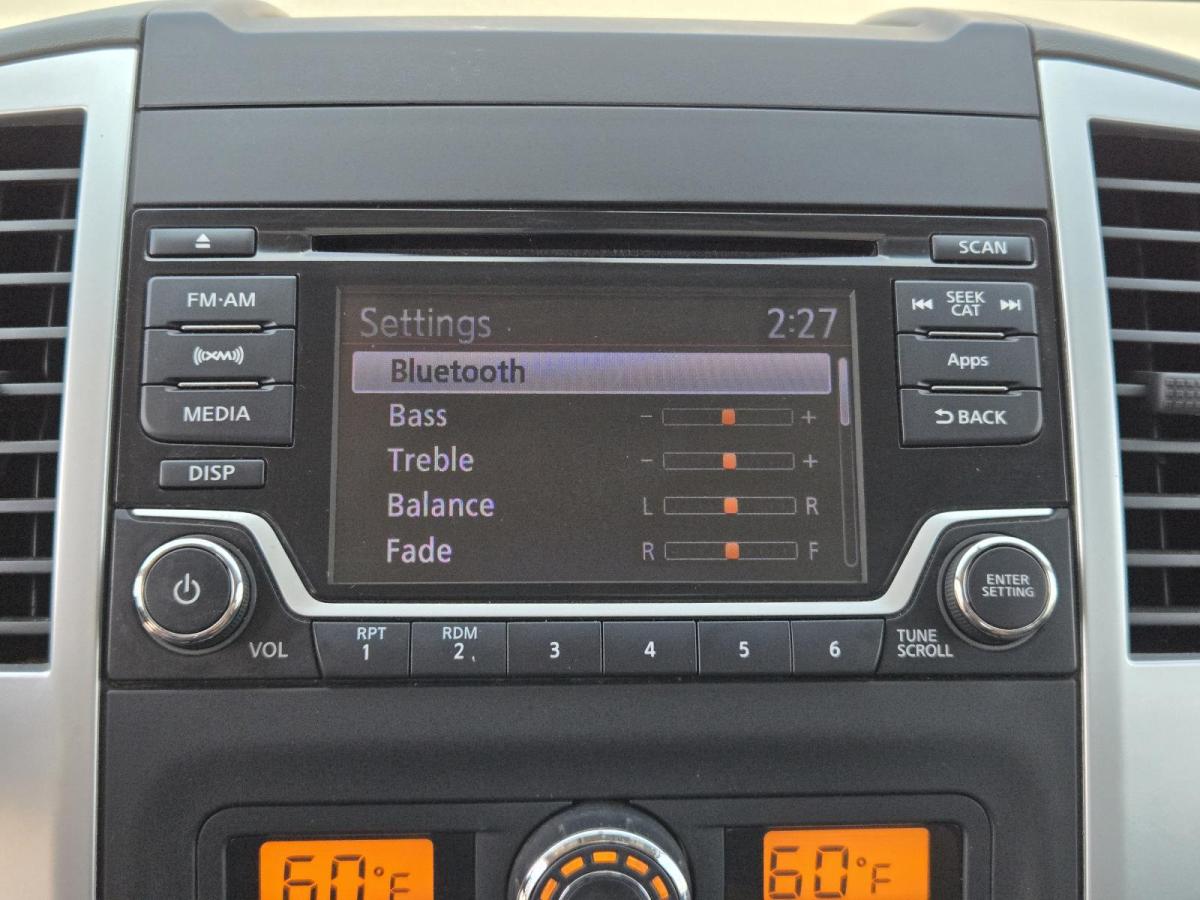 SCAN
FM·AM
XM
MEDIA
DISP
Settings 2:27
Bluetooth
Bass - +
Treble - +
Balance L R
Fade R F
SEEK
CAT
Apps
BACK
VOL
RPT
1
RDM
2
3
4
5
6
TUNE
SCROLL
ENTER
SETTING
60°F
60°F